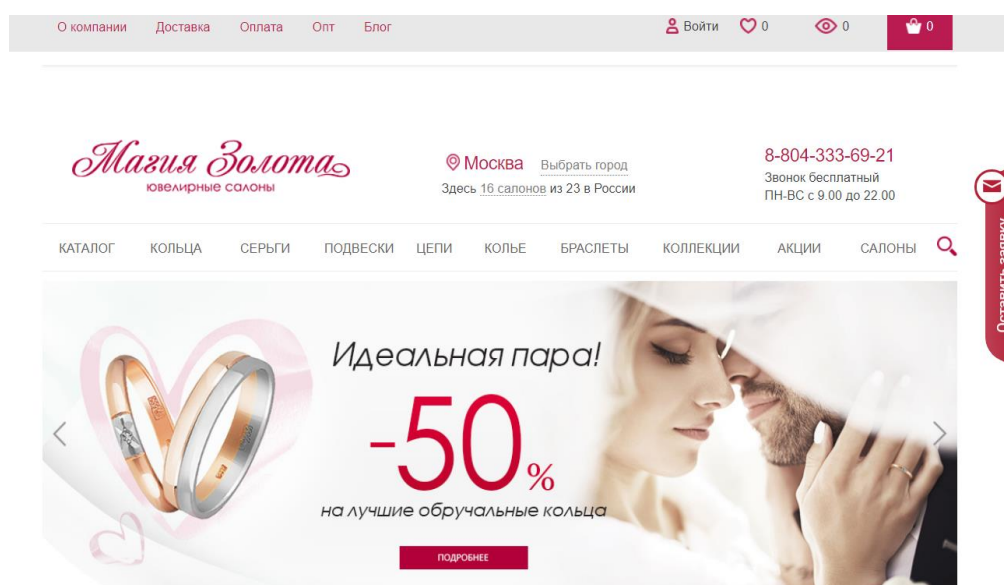 О компании Доставка Оплата Опт Блог Войти 0 0 0
Магия Золота
ювелирные салоны
Москва Выбрать город
Здесь 16 салонов из 23 в России
8-804-333-69-21
Звонок бесплатный
ПН-ВС с 9.00 до 22.00
КАТАЛОГ КОЛЬЦА СЕРЬГИ ПОДВЕСКИ ЦЕПИ КОЛЬЕ БРАСЛЕТЫ КОЛЛЕКЦИИ АКЦИИ САЛОНЫ
Оставить заявку
Идеальная пара!
-50%
на лучшие обручальные кольца
ПОДРОБНЕЕ